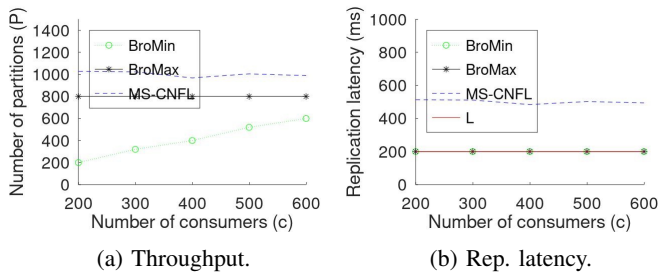 Number of partitions (P)
1400
1200
1000
800
600
400
200
0
BroMin
BroMax
MS-CNFL
200 300 400 500 600
Number of consumers (c)
(a) Throughput.
Replication latency (ms)
1000
800
600
400
200
0
BroMin
BroMax
MS-CNFL
L
200 300 400 500 600
Number of consumers (c)
(b) Rep. latency.